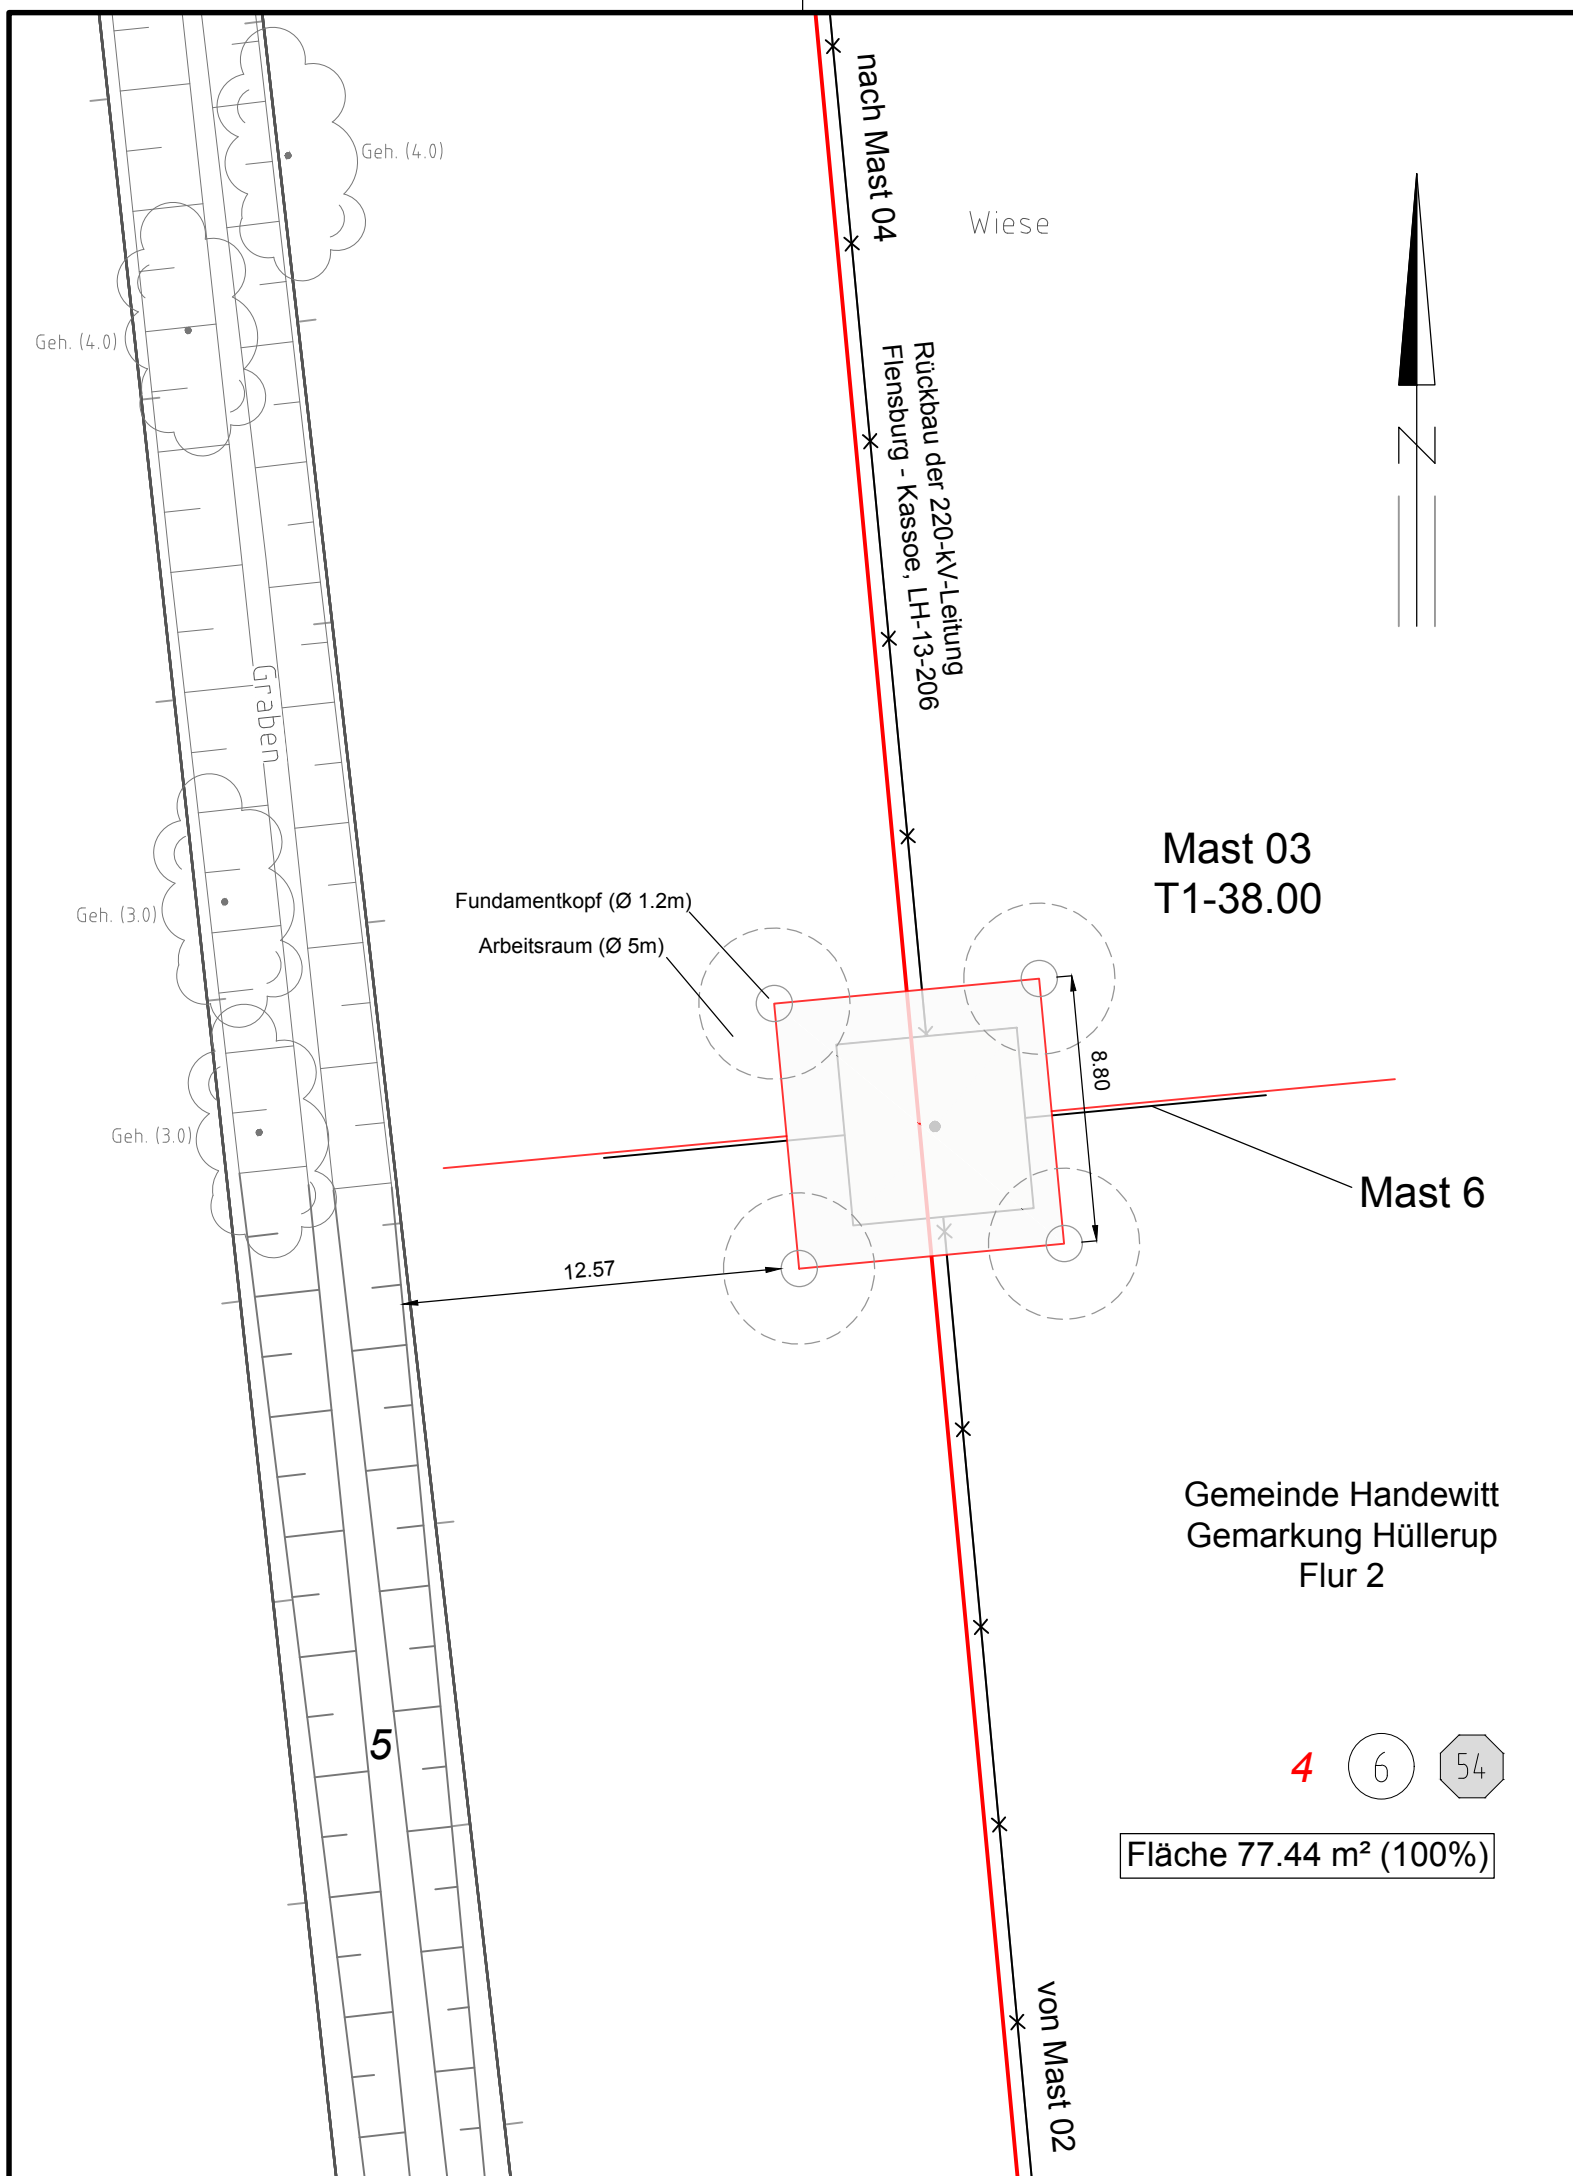 nach Mast 04
Geh. (4.0)
Wiese
Geh. (4.0)
Rückbau der 220-kV-Leitung
Flensburg - Kassoe, LH-13-206
N
Graben
Mast 03
T1-38.00
Fundamentkopf (Ø 1.2m)
Geh. (3.0)
Arbeitsraum (Ø 5m)
8.80
Geh. (3.0)
Mast 6
12.57
Gemeinde Handewitt
Gemarkung Hüllerup
Flur 2
5
4 6 54
Fläche 77.44 m² (100%)
von Mast 02